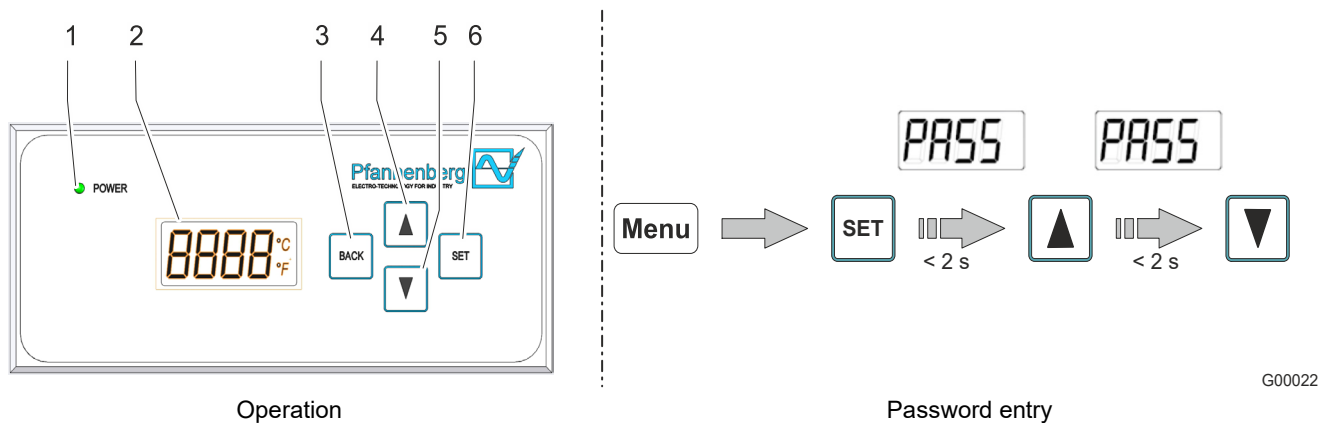 1 2 3 4 5 6
Pfannenberg
ELECTRO-TECHNOLOGY FOR INDUSTRY
POWER
8888 °C
°F
BACK
SET
PASS PASS
Menu
SET
< 2 s < 2 s
G00022
Operation
Password entry